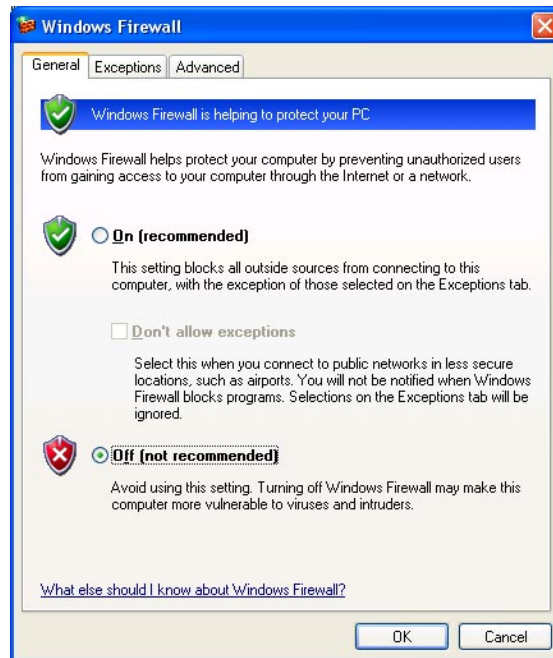 Windows Firewall
General Exceptions Advanced
Windows Firewall is helping to protect your PC
Windows Firewall helps protect your computer by preventing unauthorized users
from gaining access to your computer through the Internet or a network.
On (recommended)
This setting blocks all outside sources from connecting to this
computer, with the exception of those selected on the Exceptions tab.
Don't allow exceptions
Select this when you connect to public networks in less secure
locations, such as airports. You will not be notified when Windows
Firewall blocks programs. Selections on the Exceptions tab will be
ignored.
Off (not recommended)
Avoid using this setting. Turning off Windows Firewall may make this
computer more vulnerable to viruses and intruders.
What else should I know about Windows Firewall?
OK Cancel